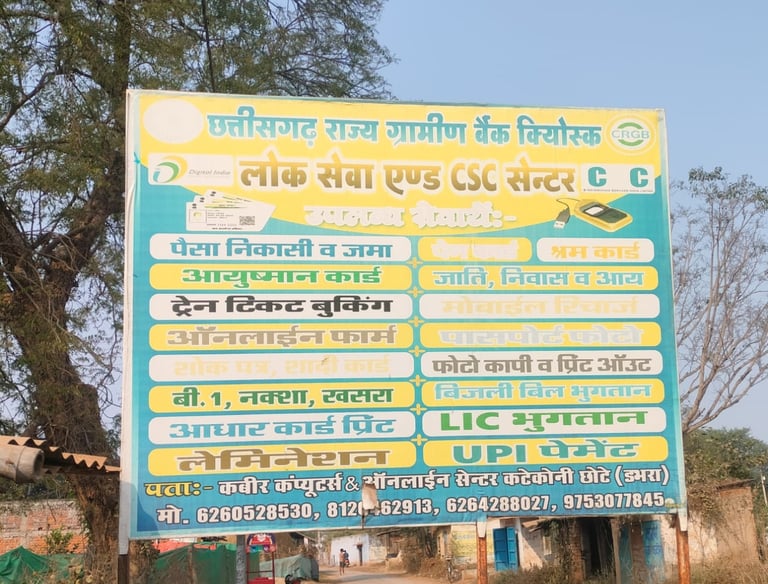 छत्तीसगढ़ राज्य ग्रामीण बैंक कियोस्क
CRGB
Digital India
लोक सेवा एण्ड CSC सेन्टर
C C
उपलब्ध सेवायें:-
पैसा निकासी व जमा
पेन कार्ड
श्रम कार्ड
आयुष्मान कार्ड
जाति, निवास व आय
ट्रेन टिकट बुकिंग
मोबाईल रिचार्ज
ऑनलाईन फार्म
पासपोर्ट फोटो
शोक पत्र, शादी कार्ड
फोटो कापी व प्रिंट ऑउट
बी.1, नक्शा, खसरा
बिजली बिल भुगतान
आधार कार्ड प्रिंट
LIC भुगतान
लेमिनेशन
UPI पेमेंट
पता:- कबीर कंप्यूटर्स & ऑनलाईन सेन्टर कटेकोनी छोटे (डभरा)
मो. 6260528530, 6264288027, 9753077845